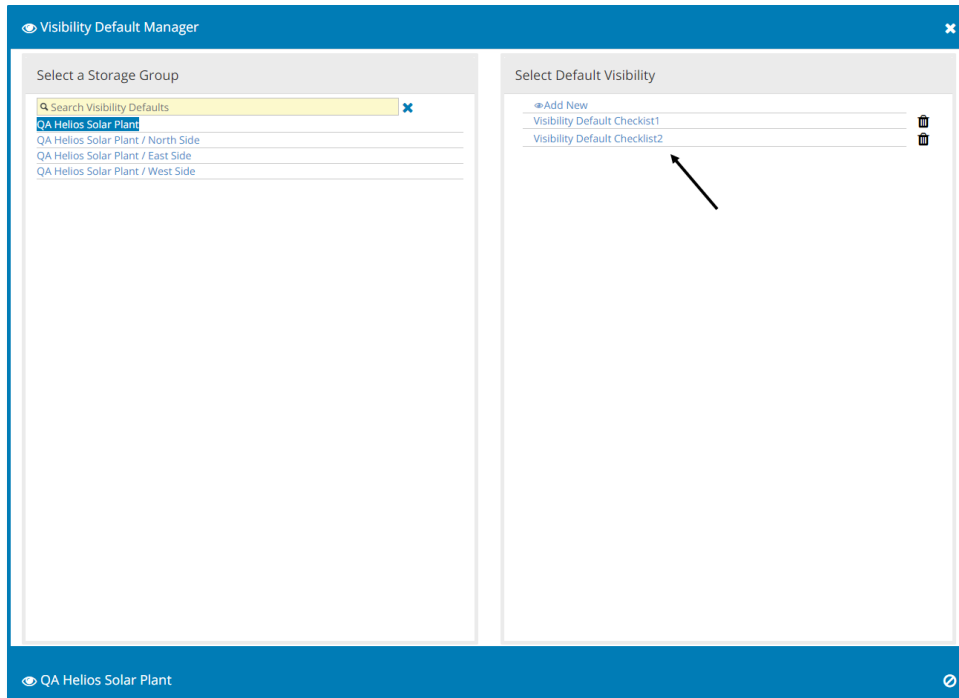 Visibility Default Manager
Select a Storage Group
Search Visibility Defaults
QA Helios Solar Plant
QA Helios Solar Plant / North Side
QA Helios Solar Plant / East Side
QA Helios Solar Plant / West Side
Select Default Visibility
Add New
Visibility Default Checkist1
Visibility Default Checklist2
QA Helios Solar Plant